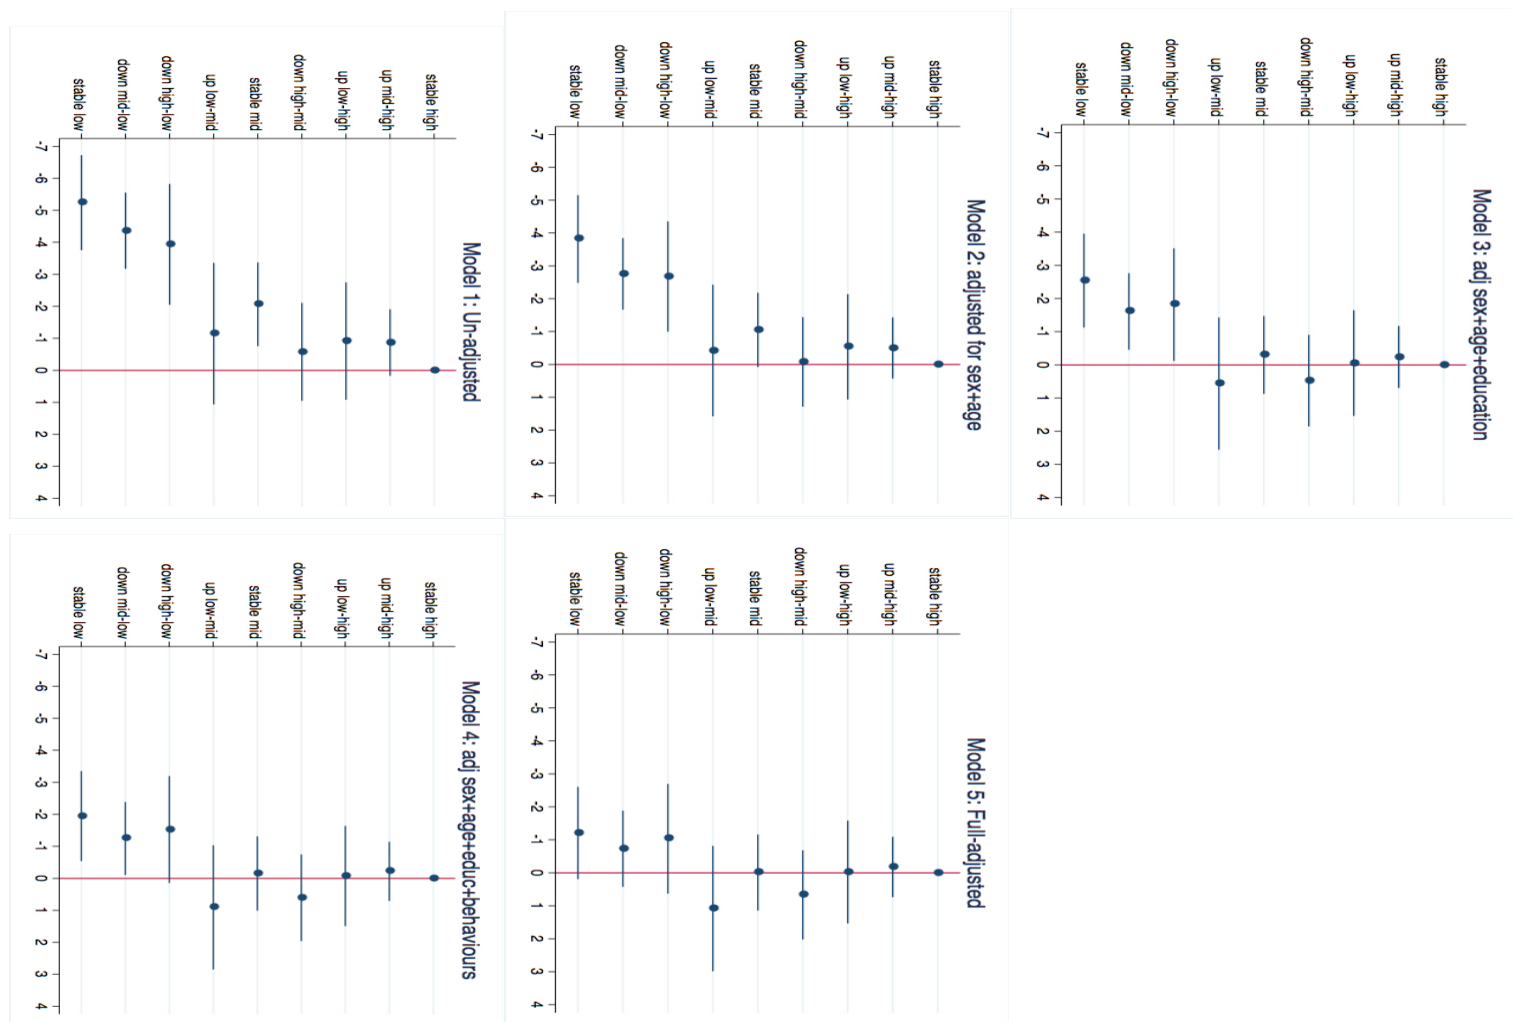 Model 1: Un-adjusted
stable high
up mid-high
up low-high
down high-mid
stable mid
up low-mid
down high-low
down mid-low
stable low
-7 -6 -5 -4 -3 -2 -1 0 1 2 3 4
Model 2: adjusted for sex+age
stable high
up mid-high
up low-high
down high-mid
stable mid
up low-mid
down high-low
down mid-low
stable low
-7 -6 -5 -4 -3 -2 -1 0 1 2 3 4
Model 3: adj sex+age+education
stable high
up mid-high
up low-high
down high-mid
stable mid
up low-mid
down high-low
down mid-low
stable low
-7 -6 -5 -4 -3 -2 -1 0 1 2 3 4
Model 4: adj sex+age+educ+behaviours
stable high
up mid-high
up low-high
down high-mid
stable mid
up low-mid
down high-low
down mid-low
stable low
-7 -6 -5 -4 -3 -2 -1 0 1 2 3 4
Model 5: Full-adjusted
stable high
up mid-high
up low-high
down high-mid
stable mid
up low-mid
down high-low
down mid-low
stable low
-7 -6 -5 -4 -3 -2 -1 0 1 2 3 4